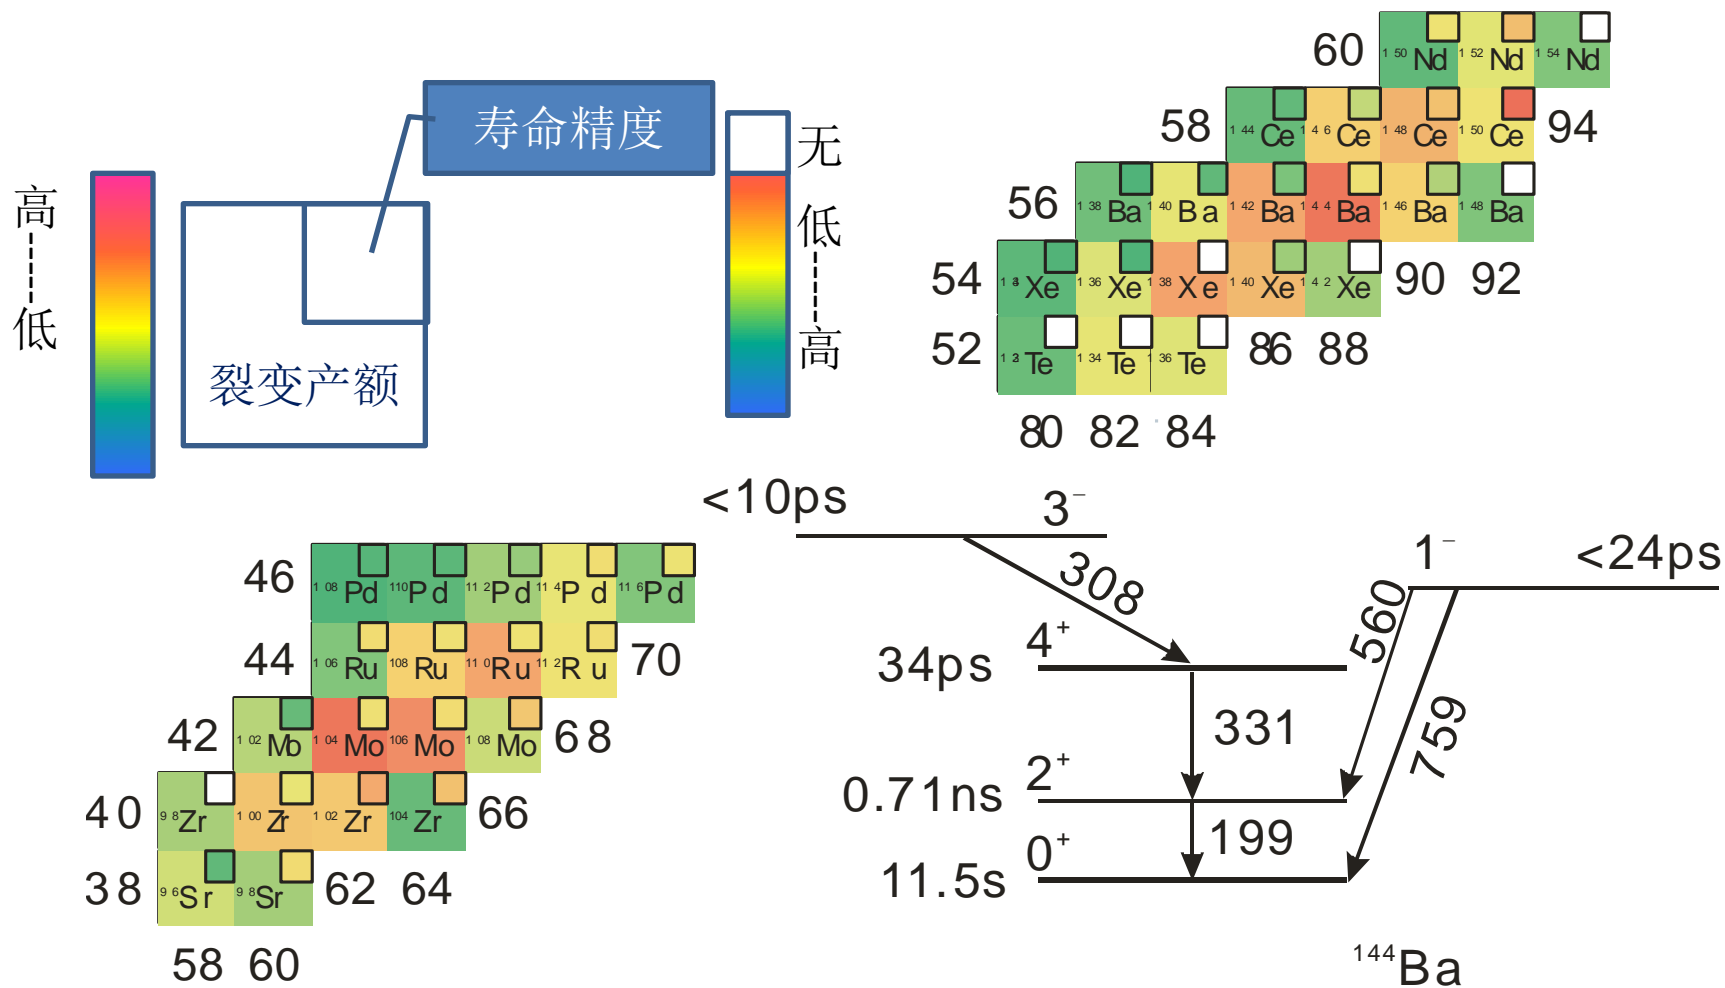 寿命精度
无
低
高
高
低
裂变产额
60 150Nd 152Nd 154Nd
58 144Ce 146Ce 148Ce 150Ce 94
56 138Ba 140Ba 142Ba 144Ba 146Ba 148Ba
54 Xe 136Xe 138Xe 140Xe 142Xe 90 92
52 Te 134Te 136Te 86 88
80 82 84
46 108Pd 110Pd 112Pd 114Pd 116Pd
44 106Ru 108Ru 110Ru 112Ru 70
42 102Mo 104Mo 106Mo 108Mo 68
40 98Zr 100Zr 102Zr 104Zr 66
38 96Sr 98Sr 62 64
58 60
<10ps 3⁻
308
1⁻ <24ps
560
759
34ps 4⁺
331
0.71ns 2⁺
199
11.5s 0⁺
¹⁴⁴Ba